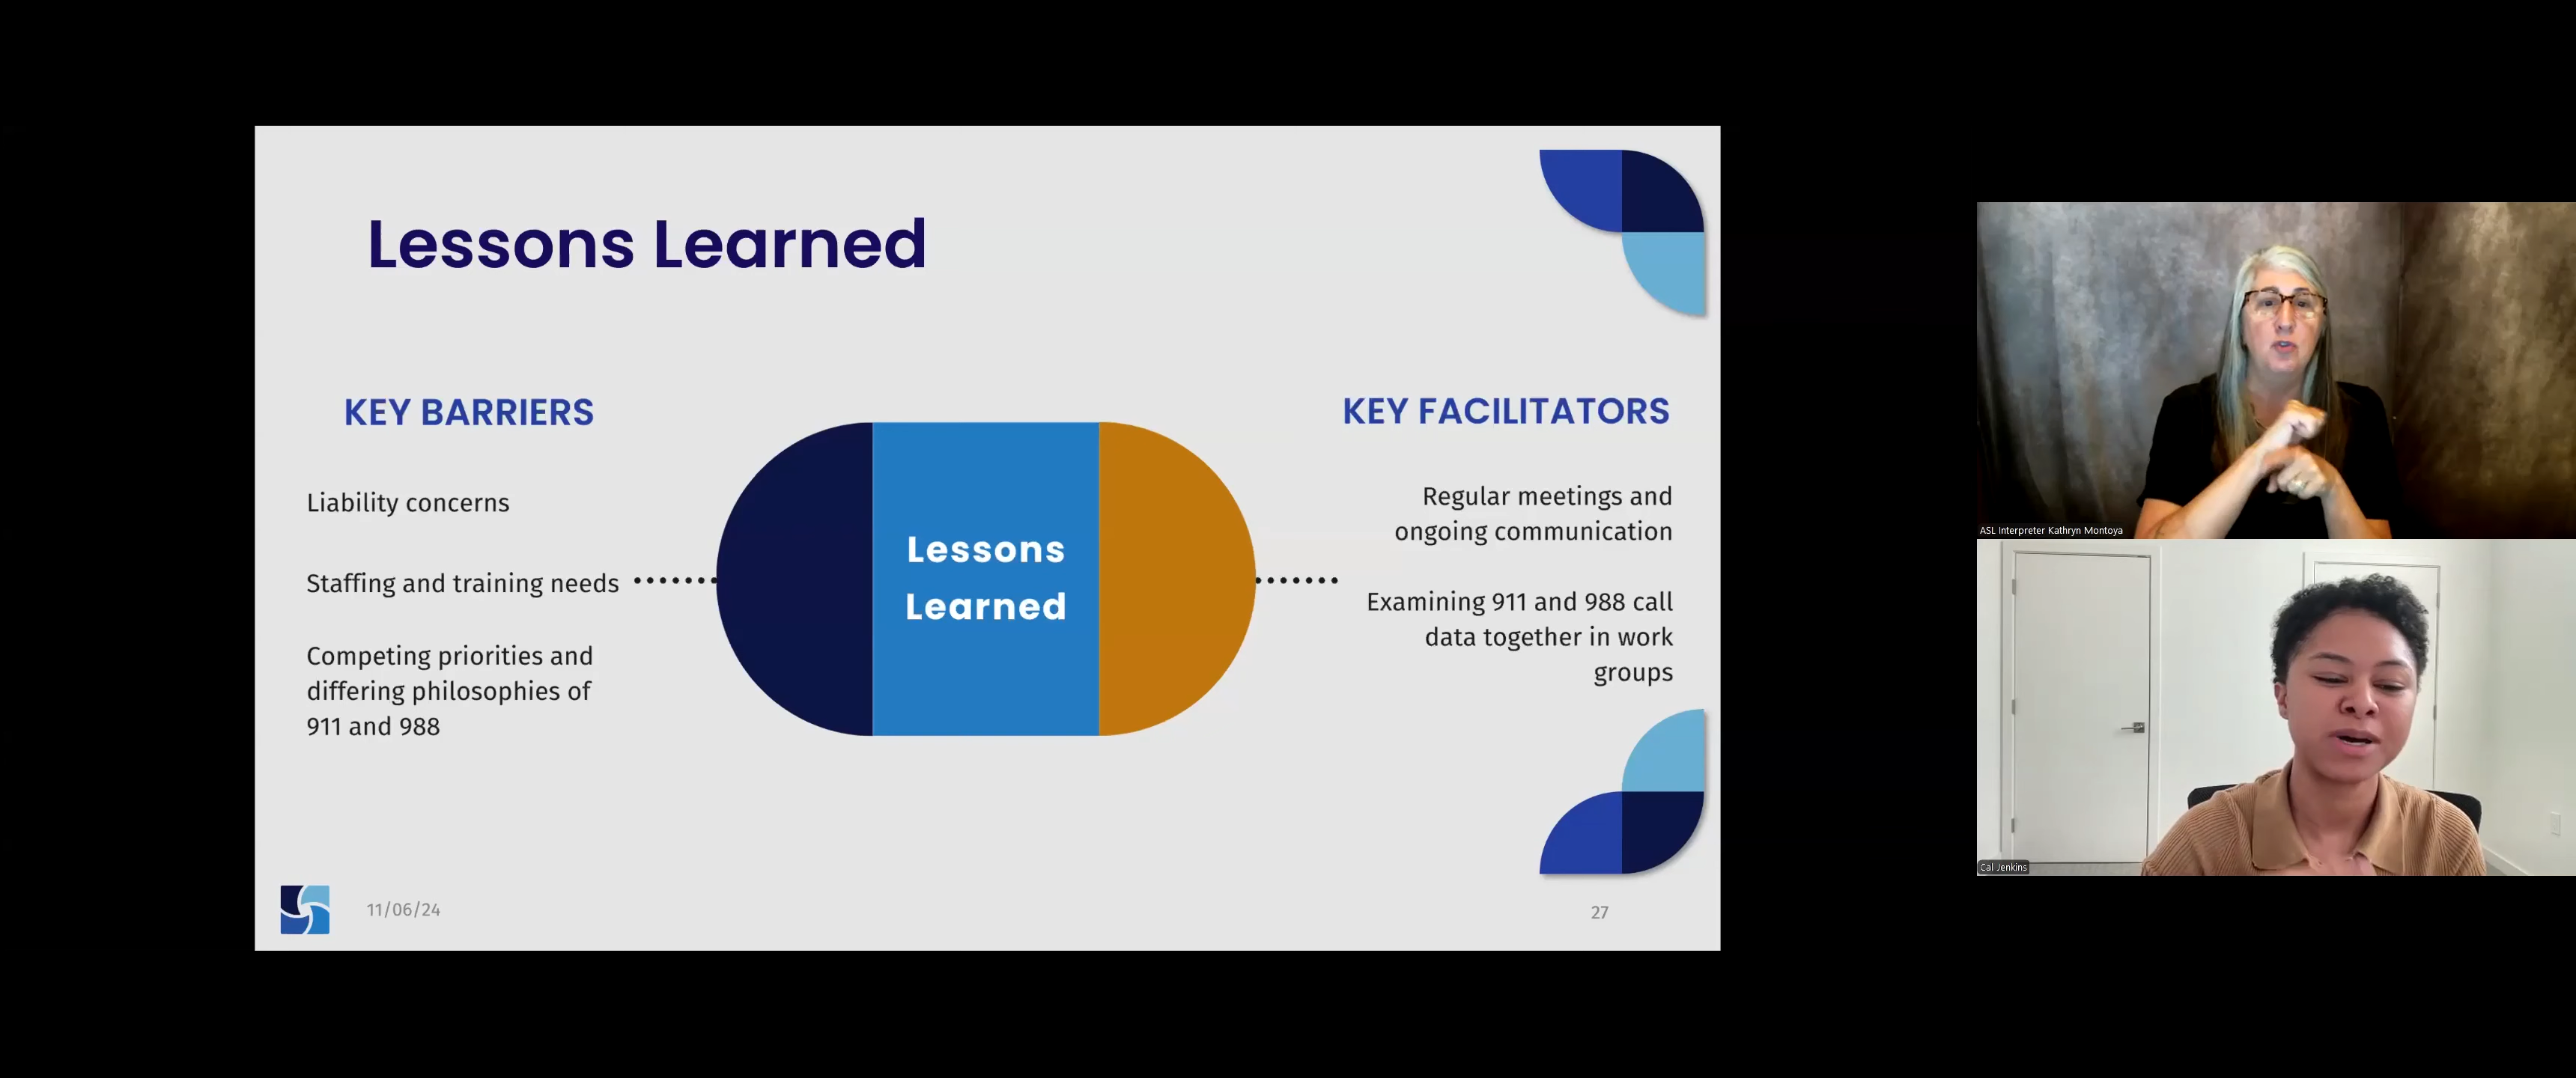 Lessons Learned
KEY BARRIERS
Liability concerns
Staffing and training needs
Competing priorities and
differing philosophies of
911 and 988
Lessons
Learned
KEY FACILITATORS
Regular meetings and
ongoing communication
Examining 911 and 988 call
data together in work
groups
11/06/24
27
ASL Interpreter Kathryn Montoya
Cal Jenkins